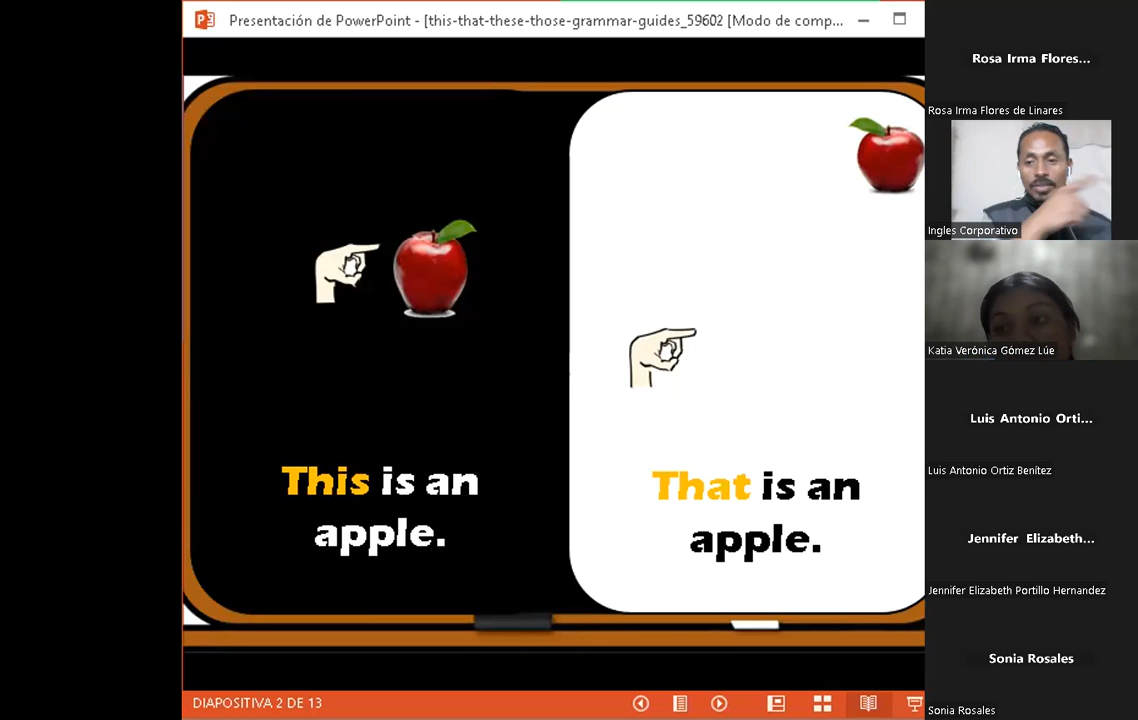 Presentación de PowerPoint - [this-that-these-those-grammar-guides_59602 [Modo de comp...
This is an
apple.
That is an
apple.
DIAPOSITIVA 2 DE 13
Rosa Irma Flores...
Rosa Irma Flores de Linares
Ingles Corporativo
Katia Verónica Gómez Lúe
Luis Antonio Orti...
Luis Antonio Ortiz Benítez
Jennifer Elizabeth...
Jennifer Elizabeth Portillo Hernandez
Sonia Rosales
Sonia Rosales